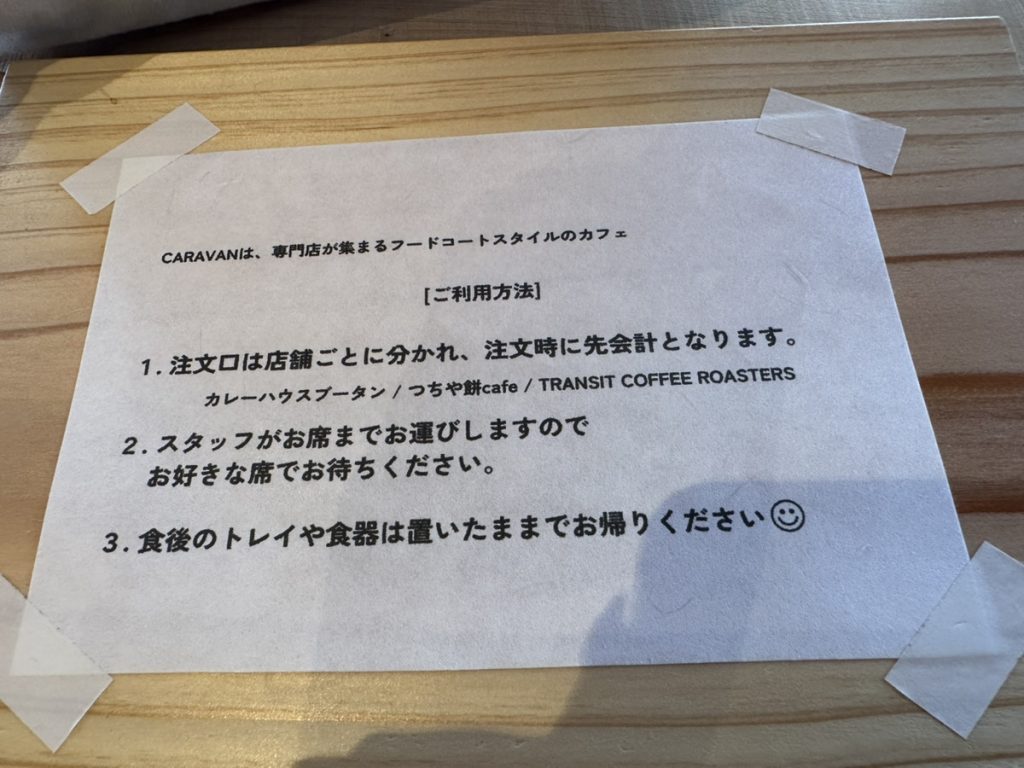 CARAVANは、専門店が集まるフードコートスタイルのカフェ
[ご利用方法]
1. 注文口は店舗ごとに分かれ、注文時に先会計となります。
カレーハウスブータン / つちや餅cafe / TRANSIT COFFEE ROASTERS
2. スタッフがお席までお運びしますので
お好きな席でお待ちください。
3. 食後のトレイや食器は置いたままでお帰りください☺